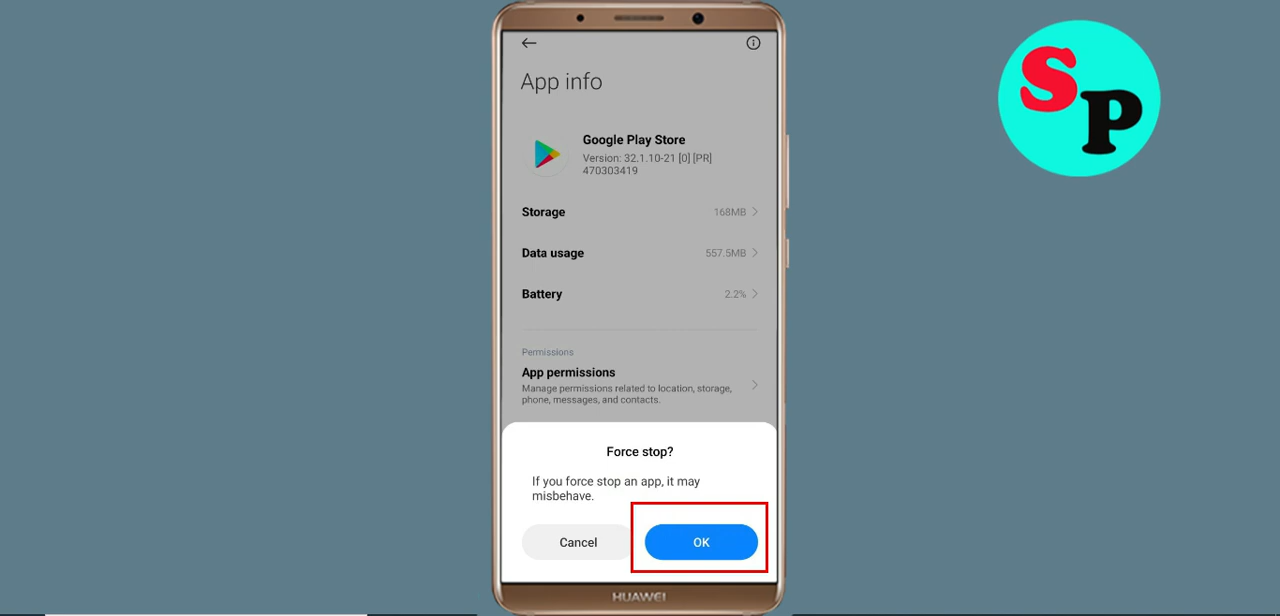 App info
Google Play Store
Version: 32.1.10-21 [0] [PR]
470303419
Storage 168MB
Data usage 557.5MB
Battery 2.2%
Permissions
App permissions
Manage permissions related to location, storage,
phone, messages, and contacts.
Force stop?
If you force stop an app, it may
misbehave.
Cancel OK
HUAWEI
SP